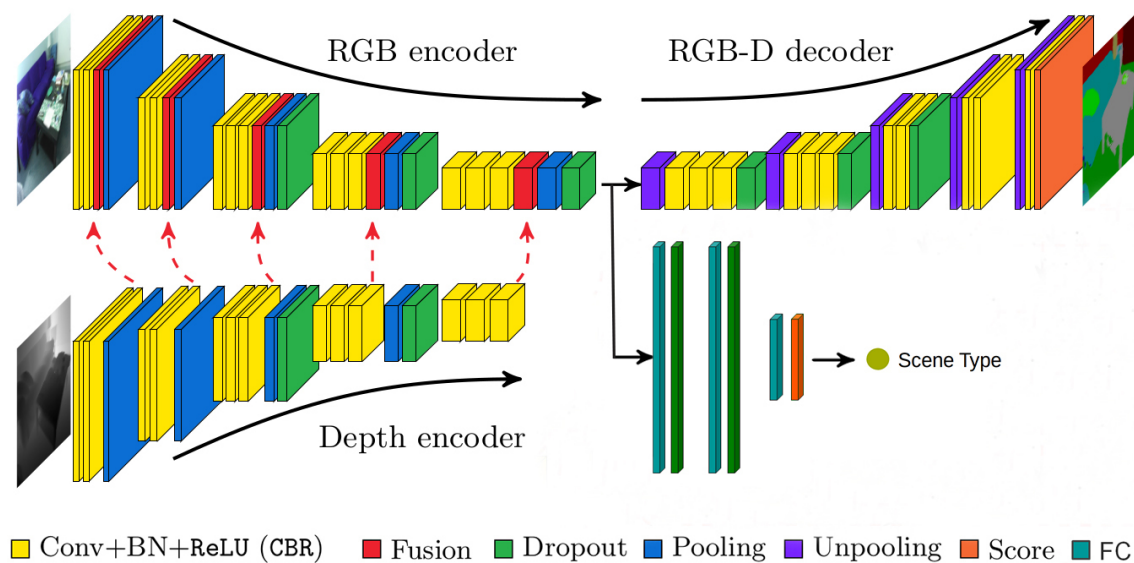 RGB encoder
RGB-D decoder
Scene Type
Depth encoder
Conv+BN+ReLU (CBR) Fusion Dropout Pooling Unpooling Score FC